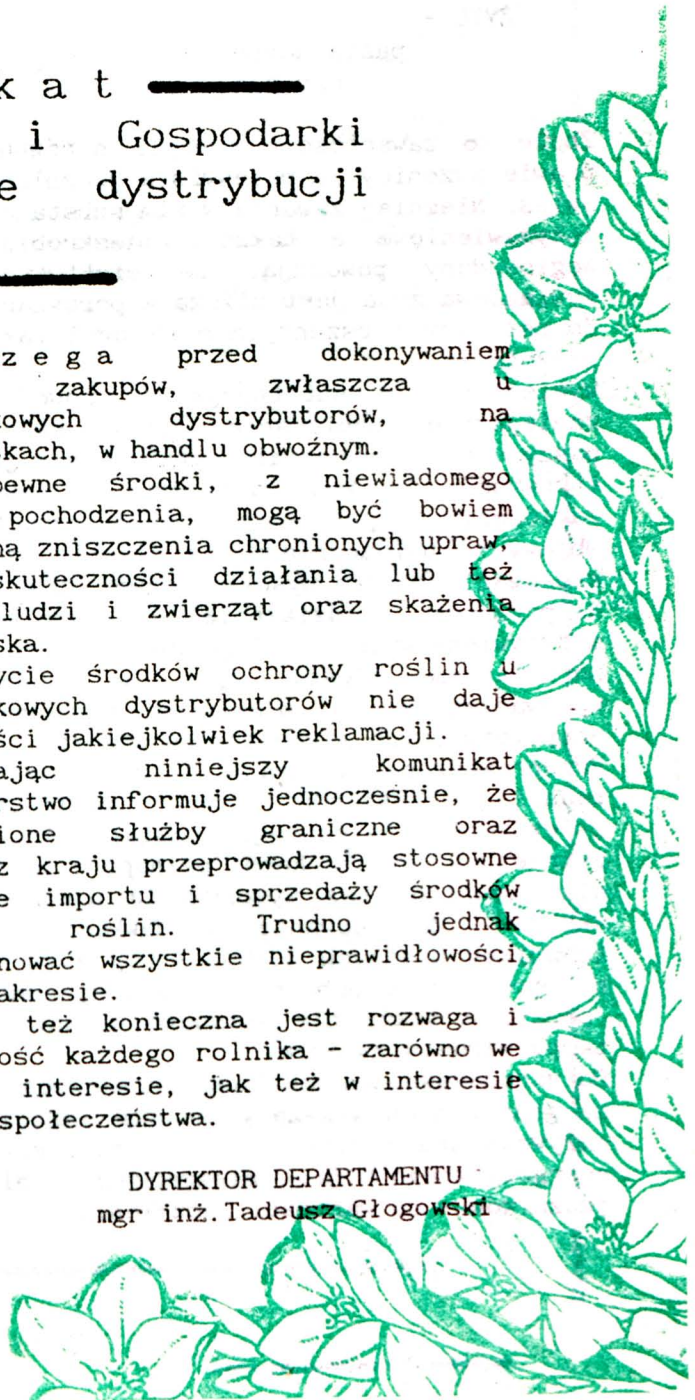 k a t
i Gospodarki
e dystrybucji
z e g a przed dokonywaniem
zakupów, zwłaszcza u
kowych dystrybutorów, na
kach, w handlu obwoźnym.
pewne środki, z niewiadomego
pochodzenia, mogą być bowiem
ną zniszczenia chronionych upraw,
skuteczności działania lub też
ludzi i zwierząt oraz skażenia
ska.
ycie środków ochrony roślin u
kowych dystrybutorów nie daje
ści jakiejkolwiek reklamacji.
ając niniejszy komunikat
rstwo informuje jednocześnie, że
ione służby graniczne oraz
z kraju przeprowadzają stosowne
e importu i sprzedaży środków
roślin. Trudno jednak
nować wszystkie nieprawidłowości
akresie.
też konieczna jest rozwaga i
ość każdego rolnika - zarówno we
interesie, jak też w interesie
społeczeństwa.
DYREKTOR DEPARTAMENTU
mgr inż.Tadeusz Głogowski